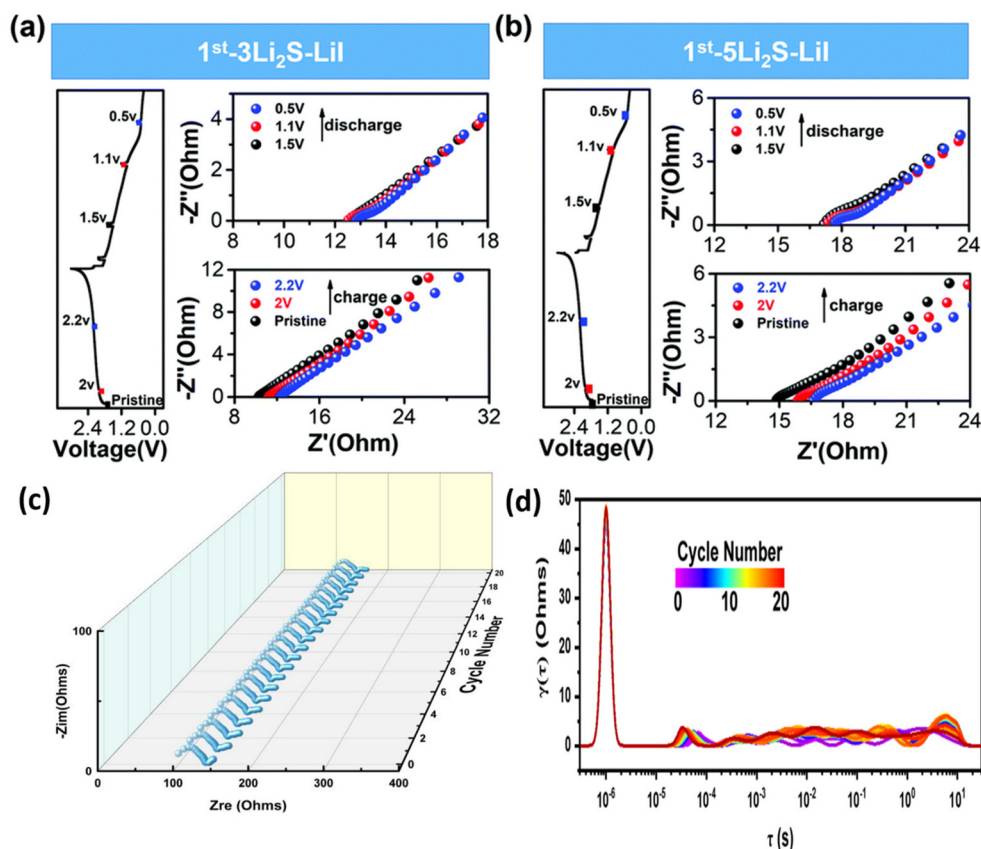 (a)
1st-3Li2S-LiI
0.5v
1.1v
1.5v
2.2v
2v
Pristine
2.4 1.2 0.0
Voltage(V)
-Z''(Ohm)
4
2
0
0.5V
1.1V
1.5V
discharge
8 10 12 14 16 18
-Z''(Ohm)
12
8
4
0
2.2V
2V
Pristine
charge
8 16 24 32
Z'(Ohm)
(b)
1st-5Li2S-LiI
0.5v
1.1v
1.5v
2.2v
2v
Pristine
2.4 1.2 0.0
Voltage(V)
-Z''(Ohm)
6
3
0
0.5V
1.1V
1.5V
discharge
12 15 18 21 24
-Z''(Ohm)
6
4
2
0
2.2V
2V
Pristine
charge
12 15 18 21 24
Z'(Ohm)
(c)
100
-Zim(Ohms)
0
0 100 200 300 400
Zre (Ohms)
0
2
4
6
8
10
12
14
16
18
20
Cycle Number
(d)
γ(τ) (Ohms)
50
40
30
20
10
0
Cycle Number
0 10 20
10-6 10-5 10-4 10-3 10-2 10-1 100 101
τ (s)